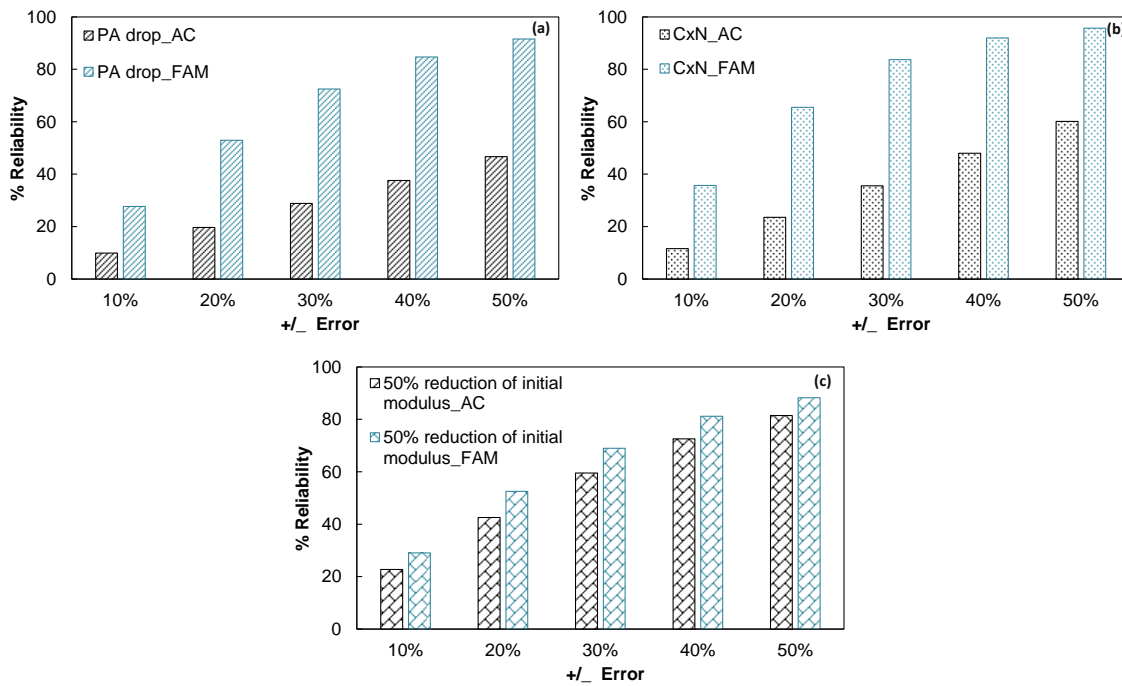 (a)
PA drop_AC
PA drop_FAM
% Reliability
100
80
60
40
20
0
10% 20% 30% 40% 50%
+/_ Error
(b)
CxN_AC
CxN_FAM
% Reliability
100
80
60
40
20
0
10% 20% 30% 40% 50%
+/_ Error
(c)
50% reduction of initial
modulus_AC
50% reduction of initial
modulus_FAM
% Reliability
100
80
60
40
20
0
10% 20% 30% 40% 50%
+/_ Error